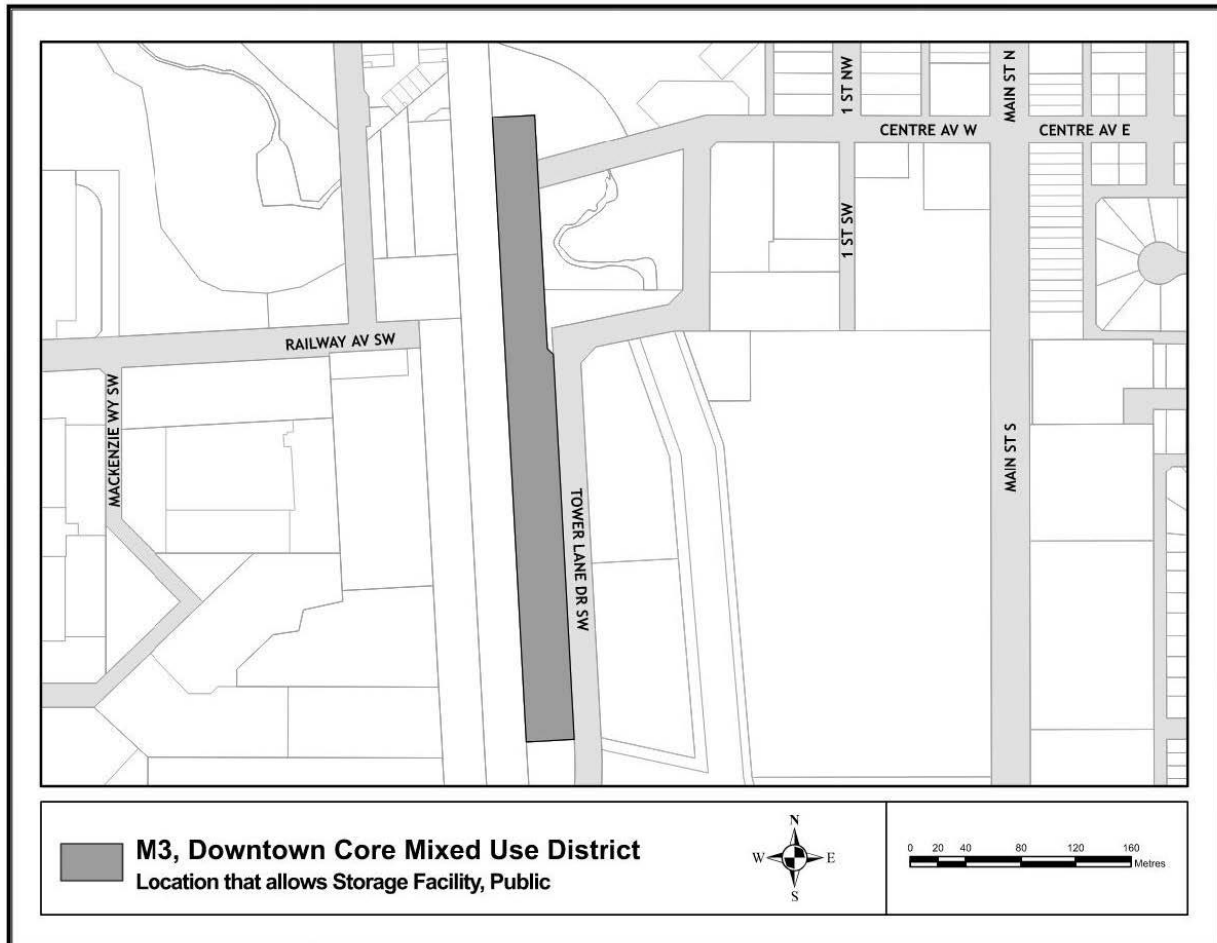 1 ST NW
MAIN ST N
CENTRE AV W
CENTRE AV E
1 ST SW
RAILWAY AV SW
MACKENZIE WY SW
MAIN ST S
TOWER LANE DR SW
M3, Downtown Core Mixed Use District
Location that allows Storage Facility, Public
N
W
E
S
0 20 40 80 120 160
Metres